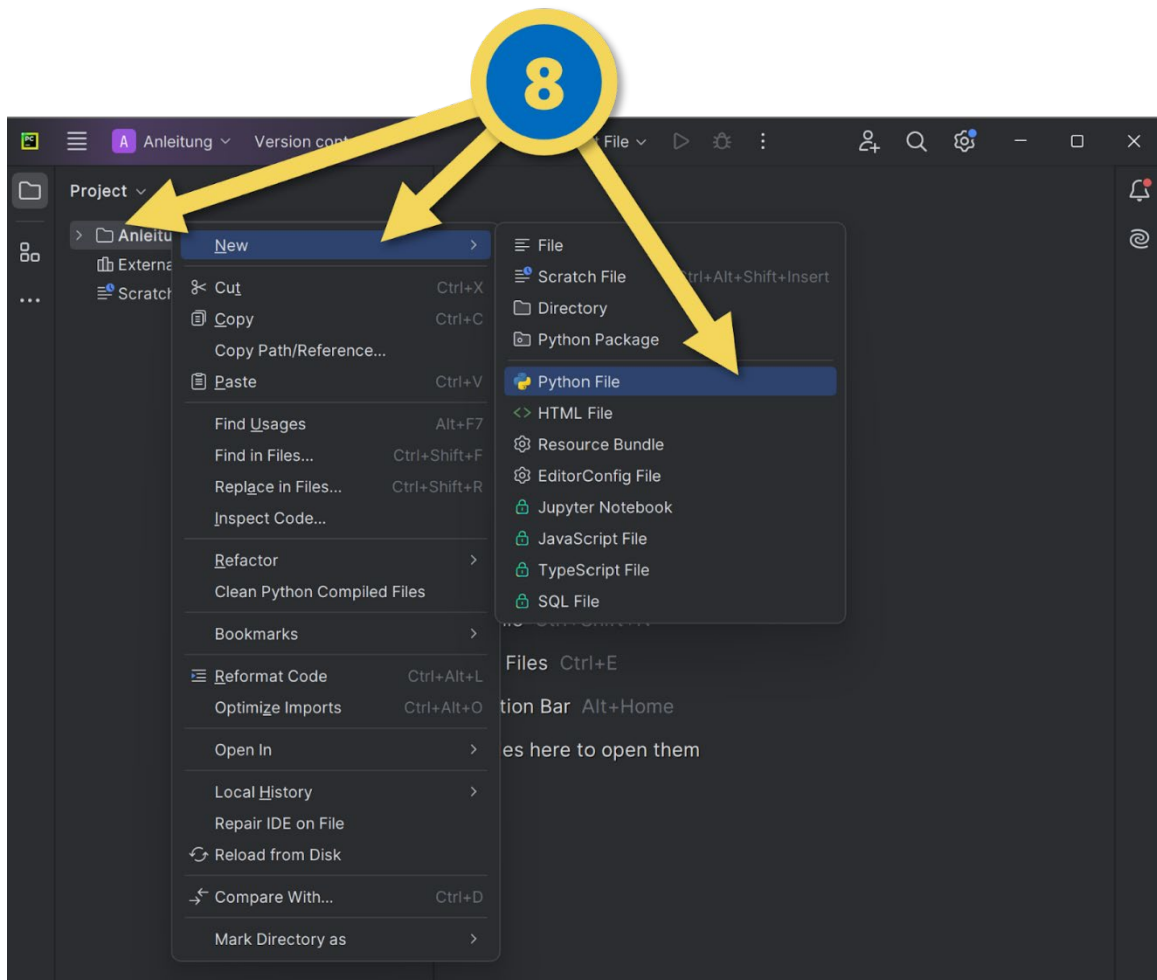 8
PC
A Anleitung Version cont File
Project
Anleitu
Externa
Scratch
New
Cut Ctrl+X
Copy Ctrl+C
Copy Path/Reference...
Paste Ctrl+V
Find Usages Alt+F7
Find in Files... Ctrl+Shift+F
Replace in Files... Ctrl+Shift+R
Inspect Code...
Refactor
Clean Python Compiled Files
Bookmarks
Reformat Code Ctrl+Alt+L
Optimize Imports Ctrl+Alt+O
Open In
Local History
Repair IDE on File
Reload from Disk
Compare With... Ctrl+D
Mark Directory as
File
Scratch File Ctrl+Alt+Shift+Insert
Directory
Python Package
Python File
HTML File
Resource Bundle
EditorConfig File
Jupyter Notebook
JavaScript File
TypeScript File
SQL File
Files Ctrl+E
tion Bar Alt+Home
es here to open them